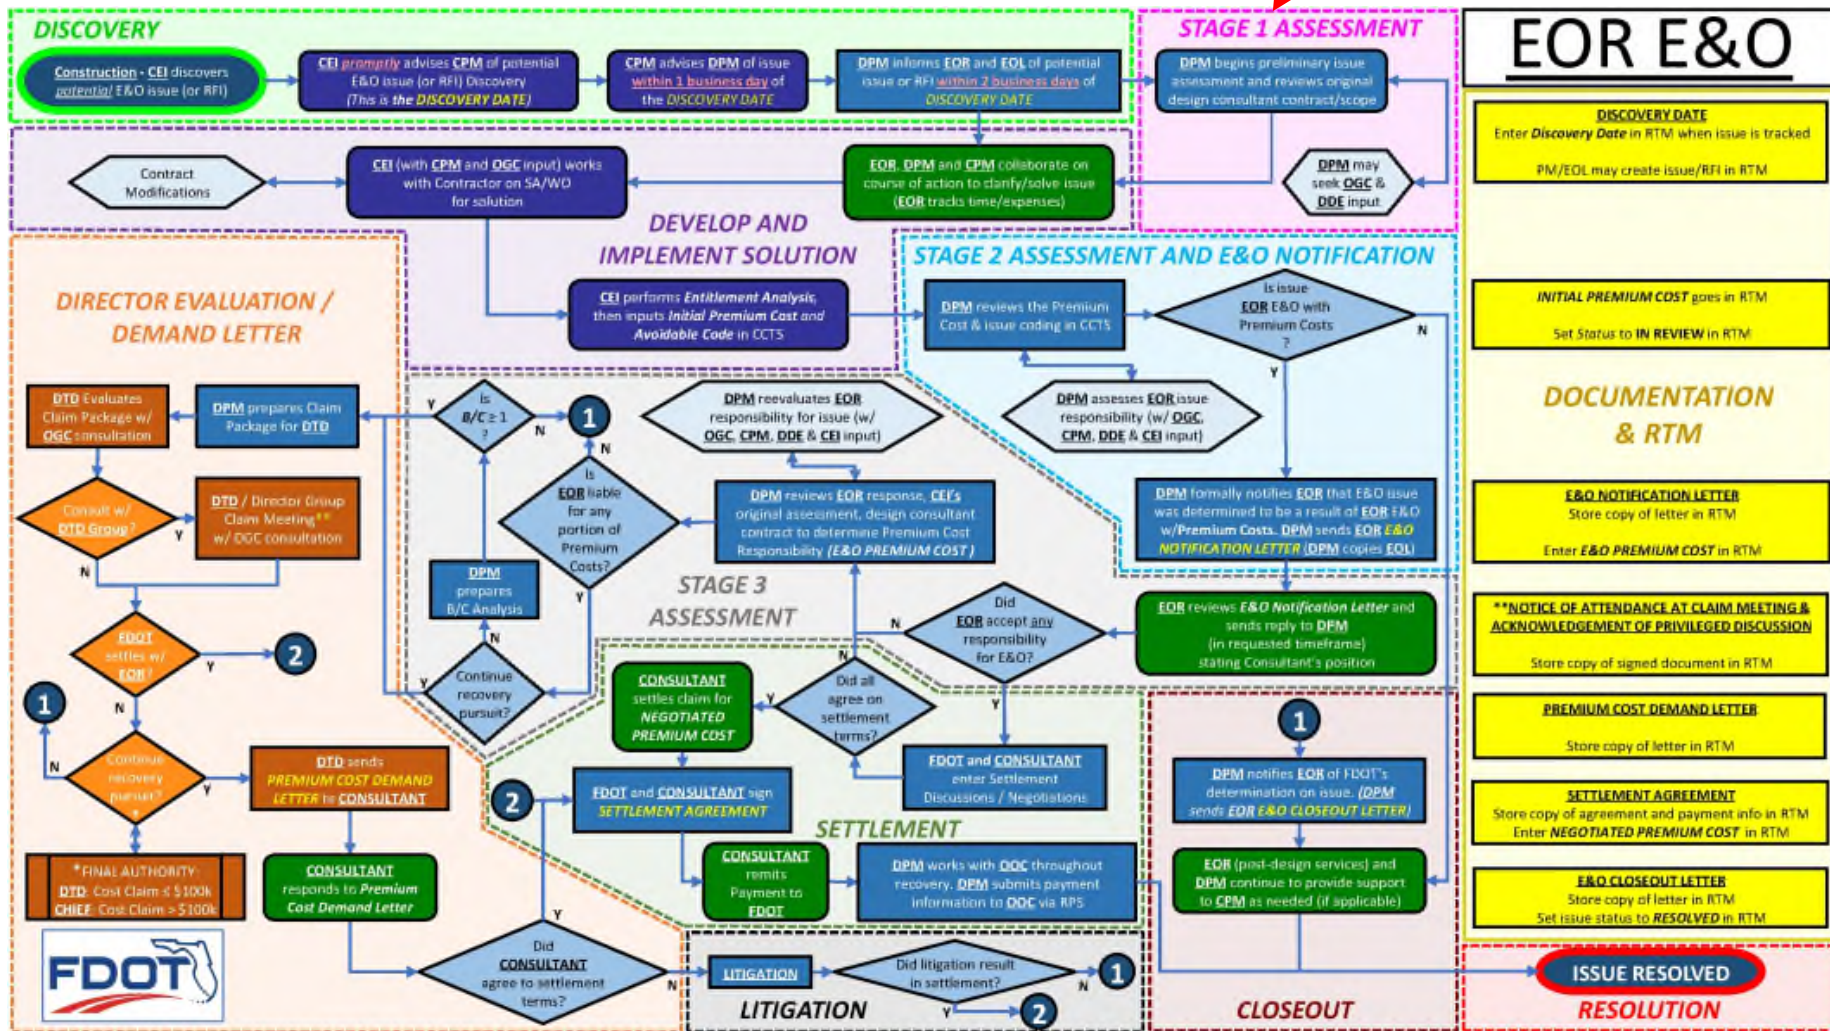 DISCOVERY
Construction - CEI discovers
potential E&O issue (or RFI)
CEI promptly advises CPM of potential
E&O issue (or RFI) Discovery
(This is the DISCOVERY DATE)
CPM advises DPM of issue
within 1 business day of
the DISCOVERY DATE
DPM informs EOR and EOL of potential
issue or RFI within 2 business days of
DISCOVERY DATE
STAGE 1 ASSESSMENT
DPM begins preliminary issue
assessment and reviews original
design consultant contract/scope
DPM may
seek OGC &
DDE input
EOR, DPM and CPM collaborate on
course of action to clarify/solve issue
(EOR tracks time/expenses)
CEI (with CPM and OGC input) works
with Contractor on SA/WO
for solution
Contract
Modifications
DEVELOP AND
IMPLEMENT SOLUTION
CEI performs Entitlement Analysis,
then inputs Initial Premium Cost and
Avoidable Code in CCTS
STAGE 2 ASSESSMENT AND E&O NOTIFICATION
DPM reviews the Premium
Cost & issue coding in CCTS
Is issue
EOR E&O with
Premium Costs
?
N
Y
DPM assesses EOR issue
responsibility (w/ OGC,
CPM, DDE & CEI input)
DPM formally notifies EOR that E&O issue
was determined to be a result of EOR E&O
w/Premium Costs. DPM sends EOR E&O
NOTIFICATION LETTER (DPM copies EOL)
STAGE 3
ASSESSMENT
EOR reviews E&O Notification Letter and
sends reply to DPM
(in requested timeframe)
stating Consultant's position
Did
EOR accept any
responsibility
for E&O?
N
Y
DPM reviews EOR response, CEI's
original assessment, design consultant
contract to determine Premium Cost
Responsibility (E&O PREMIUM COST )
DPM reevaluates EOR
responsibility for issue (w/
OGC, CPM, DDE & CEI input)
Is
EOR liable
for any
portion of
Premium
Costs?
N
Y
1
Continue
recovery
pursuit?
N
Y
DPM
prepares
B/C Analysis
Is
B/C ≥ 1
?
Y
N
DIRECTOR EVALUATION /
DEMAND LETTER
DPM prepares Claim
Package for DTD
DTD Evaluates
Claim Package w/
OGC consultation
Consult w/
DTD Group?
Y
N
DTD / Director Group
Claim Meeting**
w/ OGC consultation
FDOT
settles w/
EOR?
Y
N
2
1
Continue
recovery
pursuit?
*
N
Y
DTD sends
PREMIUM COST DEMAND
LETTER to CONSULTANT
*FINAL AUTHORITY:
DTD: Cost Claim ≤ $100k
CHIEF: Cost Claim > $100k
CONSULTANT
responds to Premium
Cost Demand Letter
FDOT
Did
CONSULTANT
agree to settlement
terms?
Y
N
SETTLEMENT
FDOT and CONSULTANT
enter Settlement
Discussions / Negotiations
Did all
agree on
settlement
terms?
N
Y
CONSULTANT
settles claim for
NEGOTIATED
PREMIUM COST
2
FDOT and CONSULTANT sign
SETTLEMENT AGREEMENT
CONSULTANT
remits
Payment to
FDOT
DPM works with OOC throughout
recovery. DPM submits payment
information to OOC via RPS
LITIGATION
LITIGATION
Did litigation result
in settlement?
N
1
Y
2
CLOSEOUT
1
DPM notifies EOR of FDOT's
determination on issue. (DPM
sends EOR E&O CLOSEOUT LETTER)
EOR (post-design services) and
DPM continue to provide support
to CPM as needed (if applicable)
EOR E&O
DISCOVERY DATE
Enter Discovery Date in RTM when issue is tracked
PM/EOL may create issue/RFI in RTM
INITIAL PREMIUM COST goes in RTM
Set Status to IN REVIEW in RTM
DOCUMENTATION
& RTM
E&O NOTIFICATION LETTER
Store copy of letter in RTM
Enter E&O PREMIUM COST in RTM
**NOTICE OF ATTENDANCE AT CLAIM MEETING &
ACKNOWLEDGEMENT OF PRIVILEGED DISCUSSION
Store copy of signed document in RTM
PREMIUM COST DEMAND LETTER
Store copy of letter in RTM
SETTLEMENT AGREEMENT
Store copy of agreement and payment info in RTM
Enter NEGOTIATED PREMIUM COST in RTM
E&O CLOSEOUT LETTER
Store copy of letter in RTM
Set issue status to RESOLVED in RTM
ISSUE RESOLVED
RESOLUTION